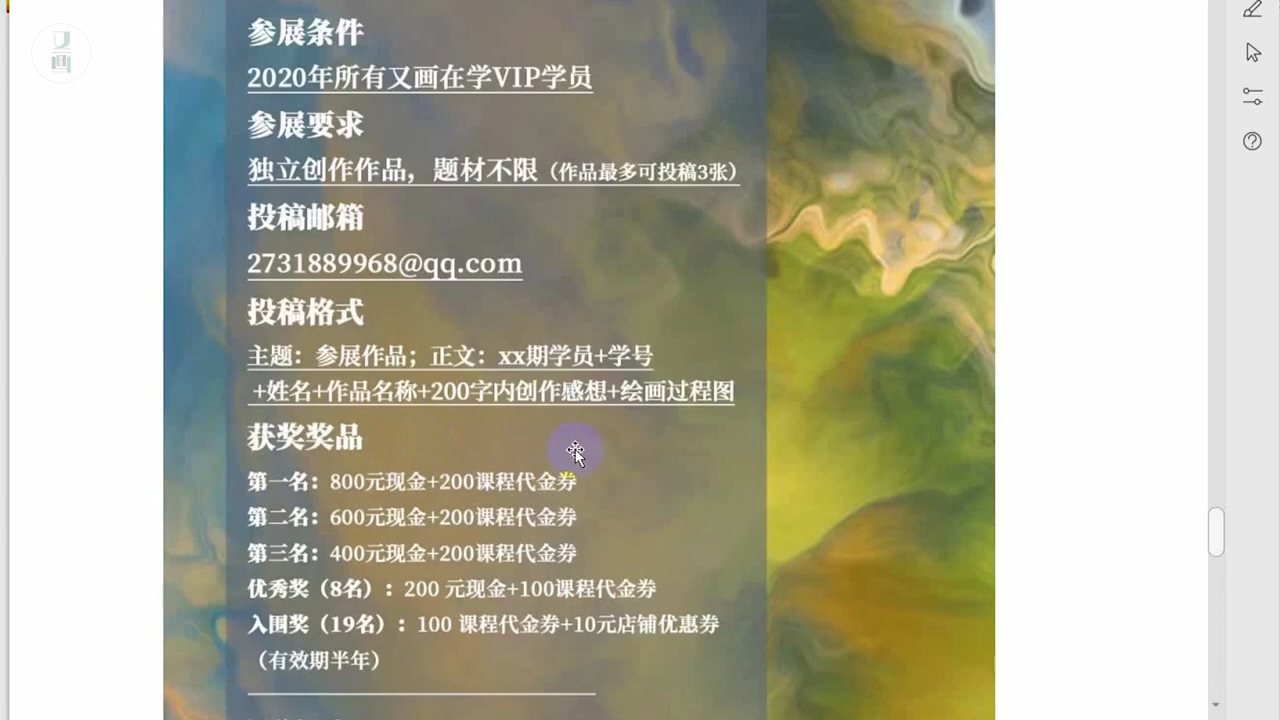 参展条件
2020年所有又画在学VIP学员
参展要求
独立创作作品，题材不限（作品最多可投稿3张）
投稿邮箱
2731889968@qq.com
投稿格式
主题：参展作品；正文：xx期学员+学号
+姓名+作品名称+200字内创作感想+绘画过程图
获奖奖品
第一名：800元现金+200课程代金券
第二名：600元现金+200课程代金券
第三名：400元现金+200课程代金券
优秀奖（8名）：200 元现金+100课程代金券
入围奖（19名）：100 课程代金券+10元店铺优惠券
（有效期半年）